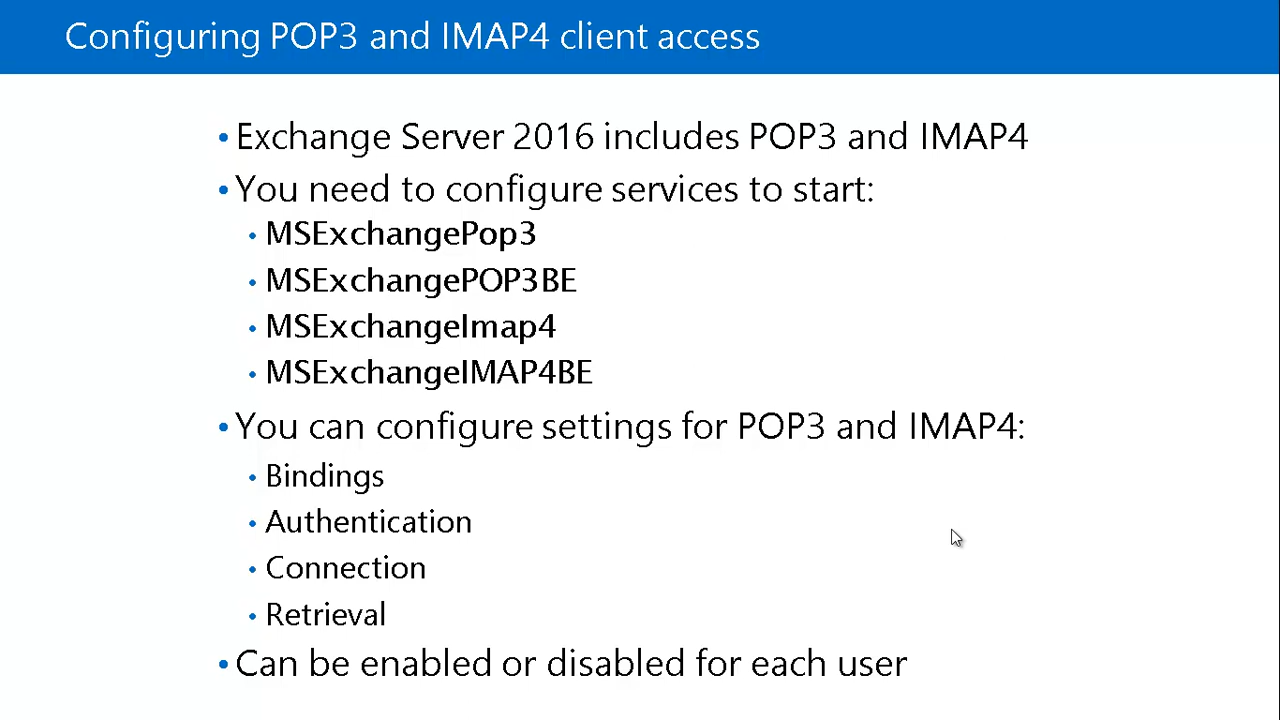 Configuring POP3 and IMAP4 client access
• Exchange Server 2016 includes POP3 and IMAP4
• You need to configure services to start:
• MSExchangePop3
• MSExchangePOP3BE
• MSExchangeImap4
• MSExchangeIMAP4BE
• You can configure settings for POP3 and IMAP4:
• Bindings
• Authentication
• Connection
• Retrieval
• Can be enabled or disabled for each user